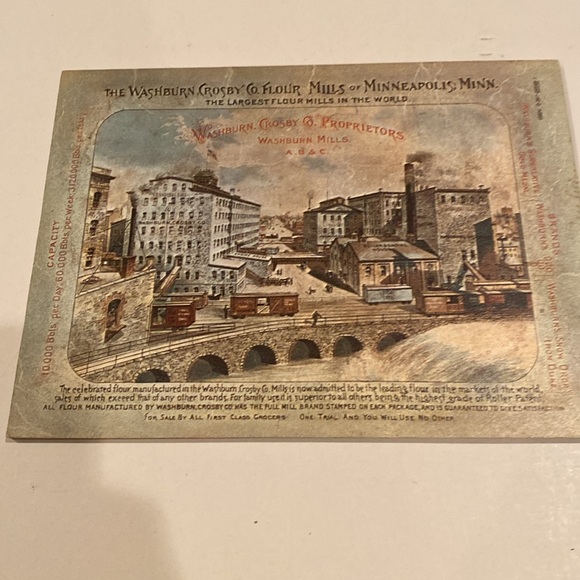 THE WASHBURN, CROSBY CO. FLOUR MILLS OF MINNEAPOLIS, MINN.
THE LARGEST FLOUR MILLS IN THE WORLD
WASHBURN, CROSBY CO. PROPRIETORS
WASHBURN MILLS.
A. B & C.
CAPACITY
10,000 Bbls. per Day, 60,000 Bbls. per Week
WASHBURN CROSBY CO.
The celebrated flour manufactured in the Washburn, Crosby Co. Mills is now admitted to be the leading flour in the markets of the world,
sales of which exceed that of any other brands. For family use it is superior to all others being the highest grade of Roller Patent.
ALL FLOUR MANUFACTURED BY WASHBURN, CROSBY CO. HAS THE FULL MILL BRAND STAMPED ON EACH PACKAGE, AND IS GUARANTEED TO GIVE SATISFACTION
FOR SALE BY ALL FIRST CLASS GROCERS ONE TRIAL AND YOU WILL USE NO OTHER